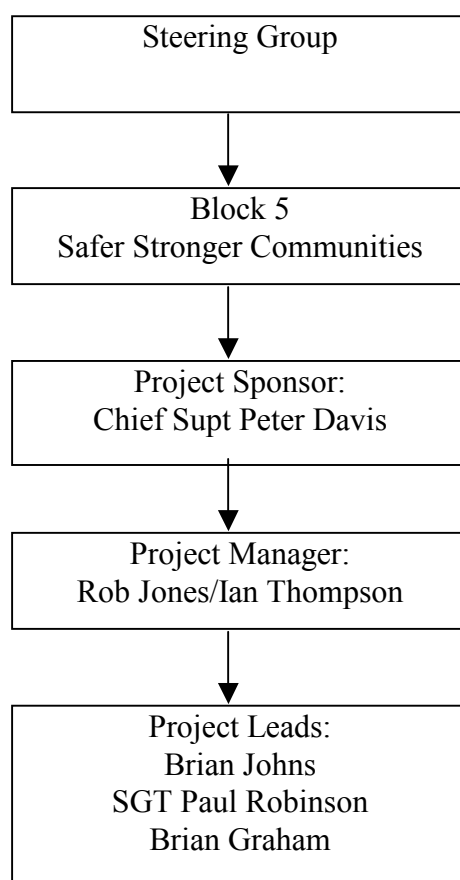 Steering Group
Block 5
Safer Stronger Communities
Project Sponsor:
Chief Supt Peter Davis
Project Manager:
Rob Jones/Ian Thompson
Project Leads:
Brian Johns
SGT Paul Robinson
Brian Graham